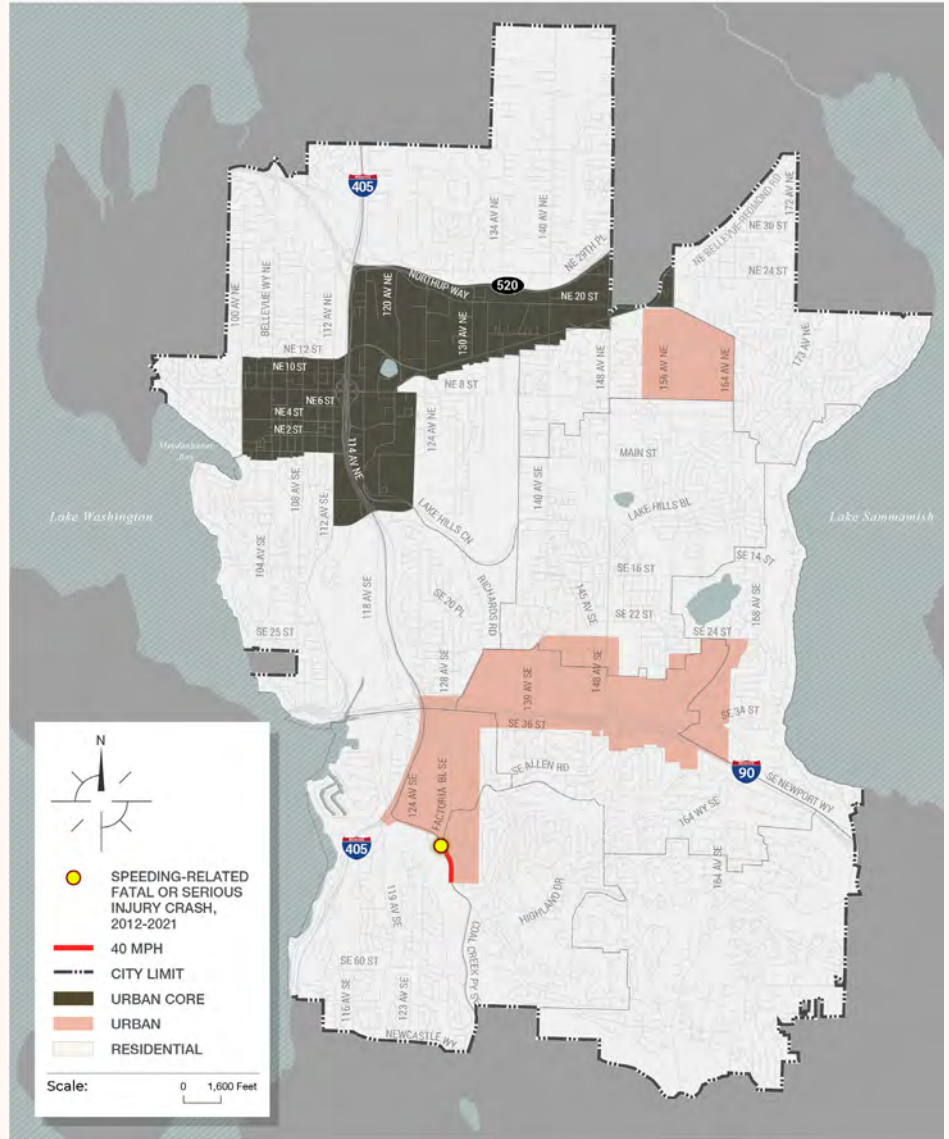 405
134 AV NE
140 AV NE
NE 29TH PL
NE BELLEVUE-REDMOND RD
172 AV NE
NE 30 ST
NE 24 ST
100 AV NE
BELLEVUE WY NE
112 AV NE
120 AV NE
NORTHUP WAY
520
NE 20 ST
130 AV NE
NE 12 ST
NE 10 ST
NE 8 ST
148 AV NE
156 AV NE
164 AV NE
173 AV NE
NE6 ST
NE4 ST
NE2 ST
114 AV NE
124 AV NE
MAIN ST
Meydenbauer
Bay
108 AV SE
112 AV SE
140 AV SE
LAKE HILLS BL
Lake Washington
LAKE HILLS CN
Lake Sammamish
104 AV SE
118 AV SE
SE 14 ST
SE 16 ST
RICHARDS RD
145 AV SE
SE 20 PL
SE 22 ST
168 AV SE
SE 25 ST
SE 24 ST
128 AV SE
139 AV SE
148 AV SE
SE 34 ST
SE 36 ST
SE ALLEN RD
90
SE NEWPORT WY
124 AV SE
FACTORIA BL SE
164 WY SE
405
164 AV SE
119 AV SE
HIGHLAND DR
COAL CREEK PY SE
SE 60 ST
116 AV SE
123 AV SE
NEWCASTLE WY
N
SPEEDING-RELATED
FATAL OR SERIOUS
INJURY CRASH,
2012-2021
40 MPH
CITY LIMIT
URBAN CORE
URBAN
RESIDENTIAL
Scale:
0 1,600 Feet